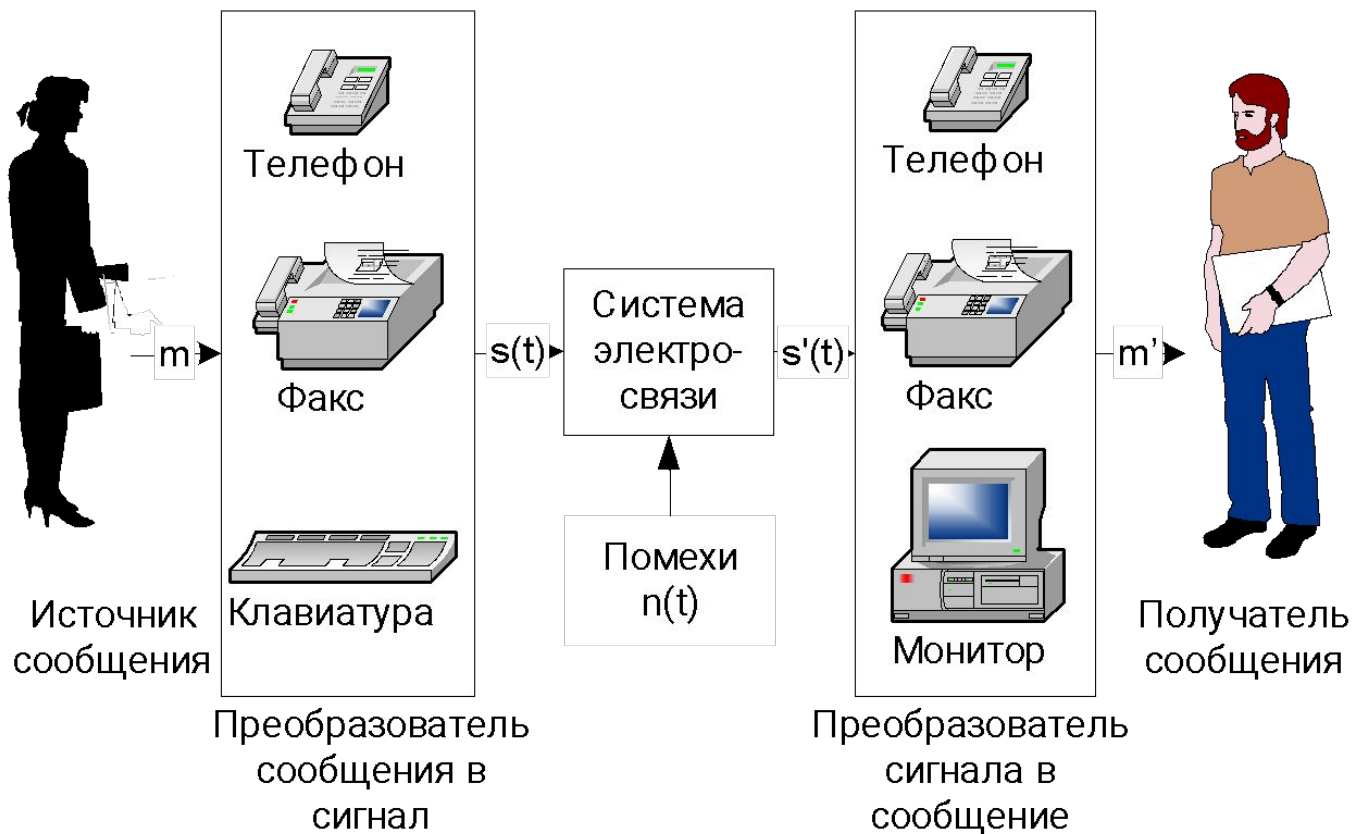 Телефон
Факс
Клавиатура
Источник
сообщения
m
Преобразователь
сообщения в
сигнал
s(t)
Система
электро-
связи
Помехи
n(t)
s'(t)
Телефон
Факс
Монитор
Преобразователь
сигнала в
сообщение
m’
Получатель
сообщения